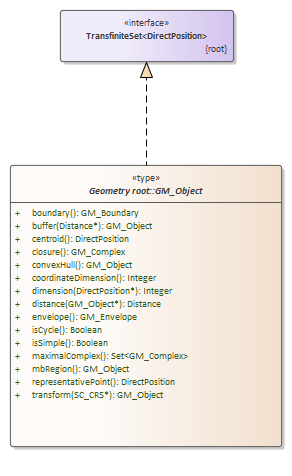 «interface»
TransfiniteSet<DirectPosition>
{root}
«type»
Geometry root::GM_Object
+ boundary(): GM_Boundary
+ buffer(Distance*): GM_Object
+ centroid(): DirectPosition
+ closure(): GM_Complex
+ convexHull(): GM_Object
+ coordinateDimension(): Integer
+ dimension(DirectPosition*): Integer
+ distance(GM_Object*): Distance
+ envelope(): GM_Envelope
+ isCycle(): Boolean
+ isSimple(): Boolean
+ maximalComplex(): Set<GM_Complex>
+ mbRegion(): GM_Object
+ representativePoint(): DirectPosition
+ transform(SC_CRS*): GM_Object